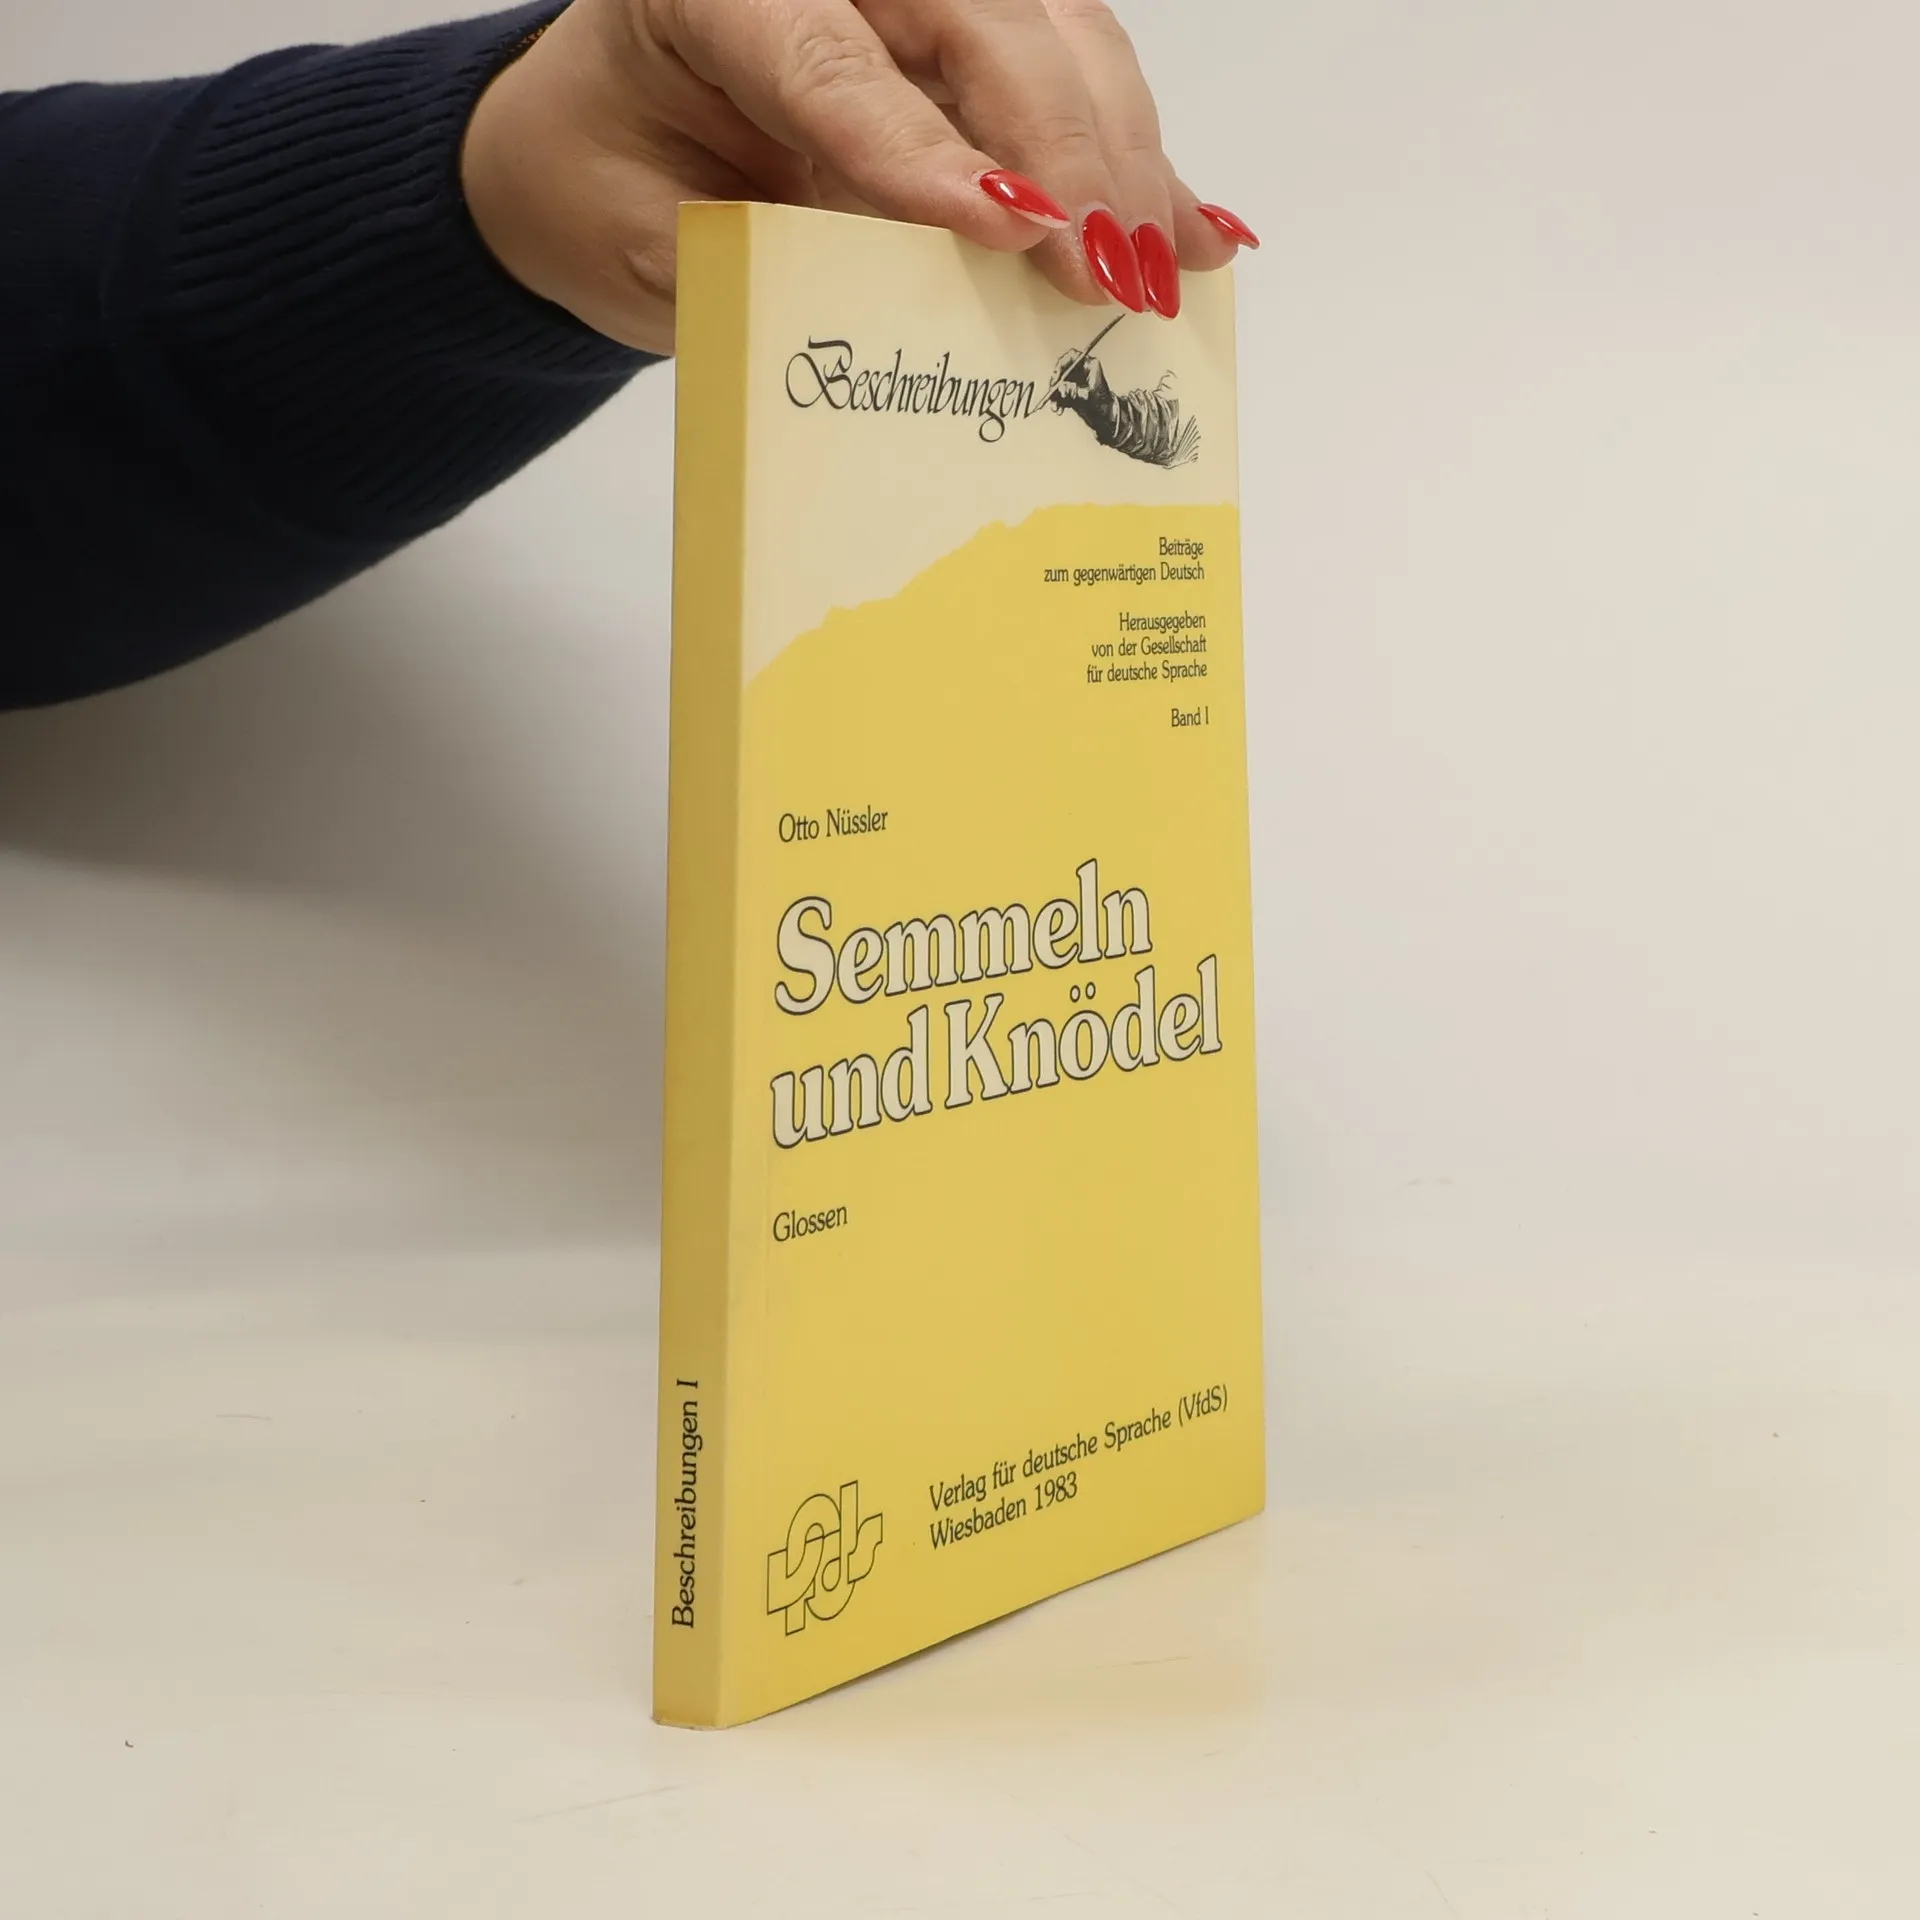 Beschreibungen
Beiträge
zum gegenwärtigen Deutsch
Herausgegeben
von der Gesellschaft
für deutsche Sprache
Band I
Otto Nüssler
Semmeln
und Knödel
Glossen
Verlag für deutsche Sprache (VfdS)
Wiesbaden 1983
vfds
Beschreibungen I